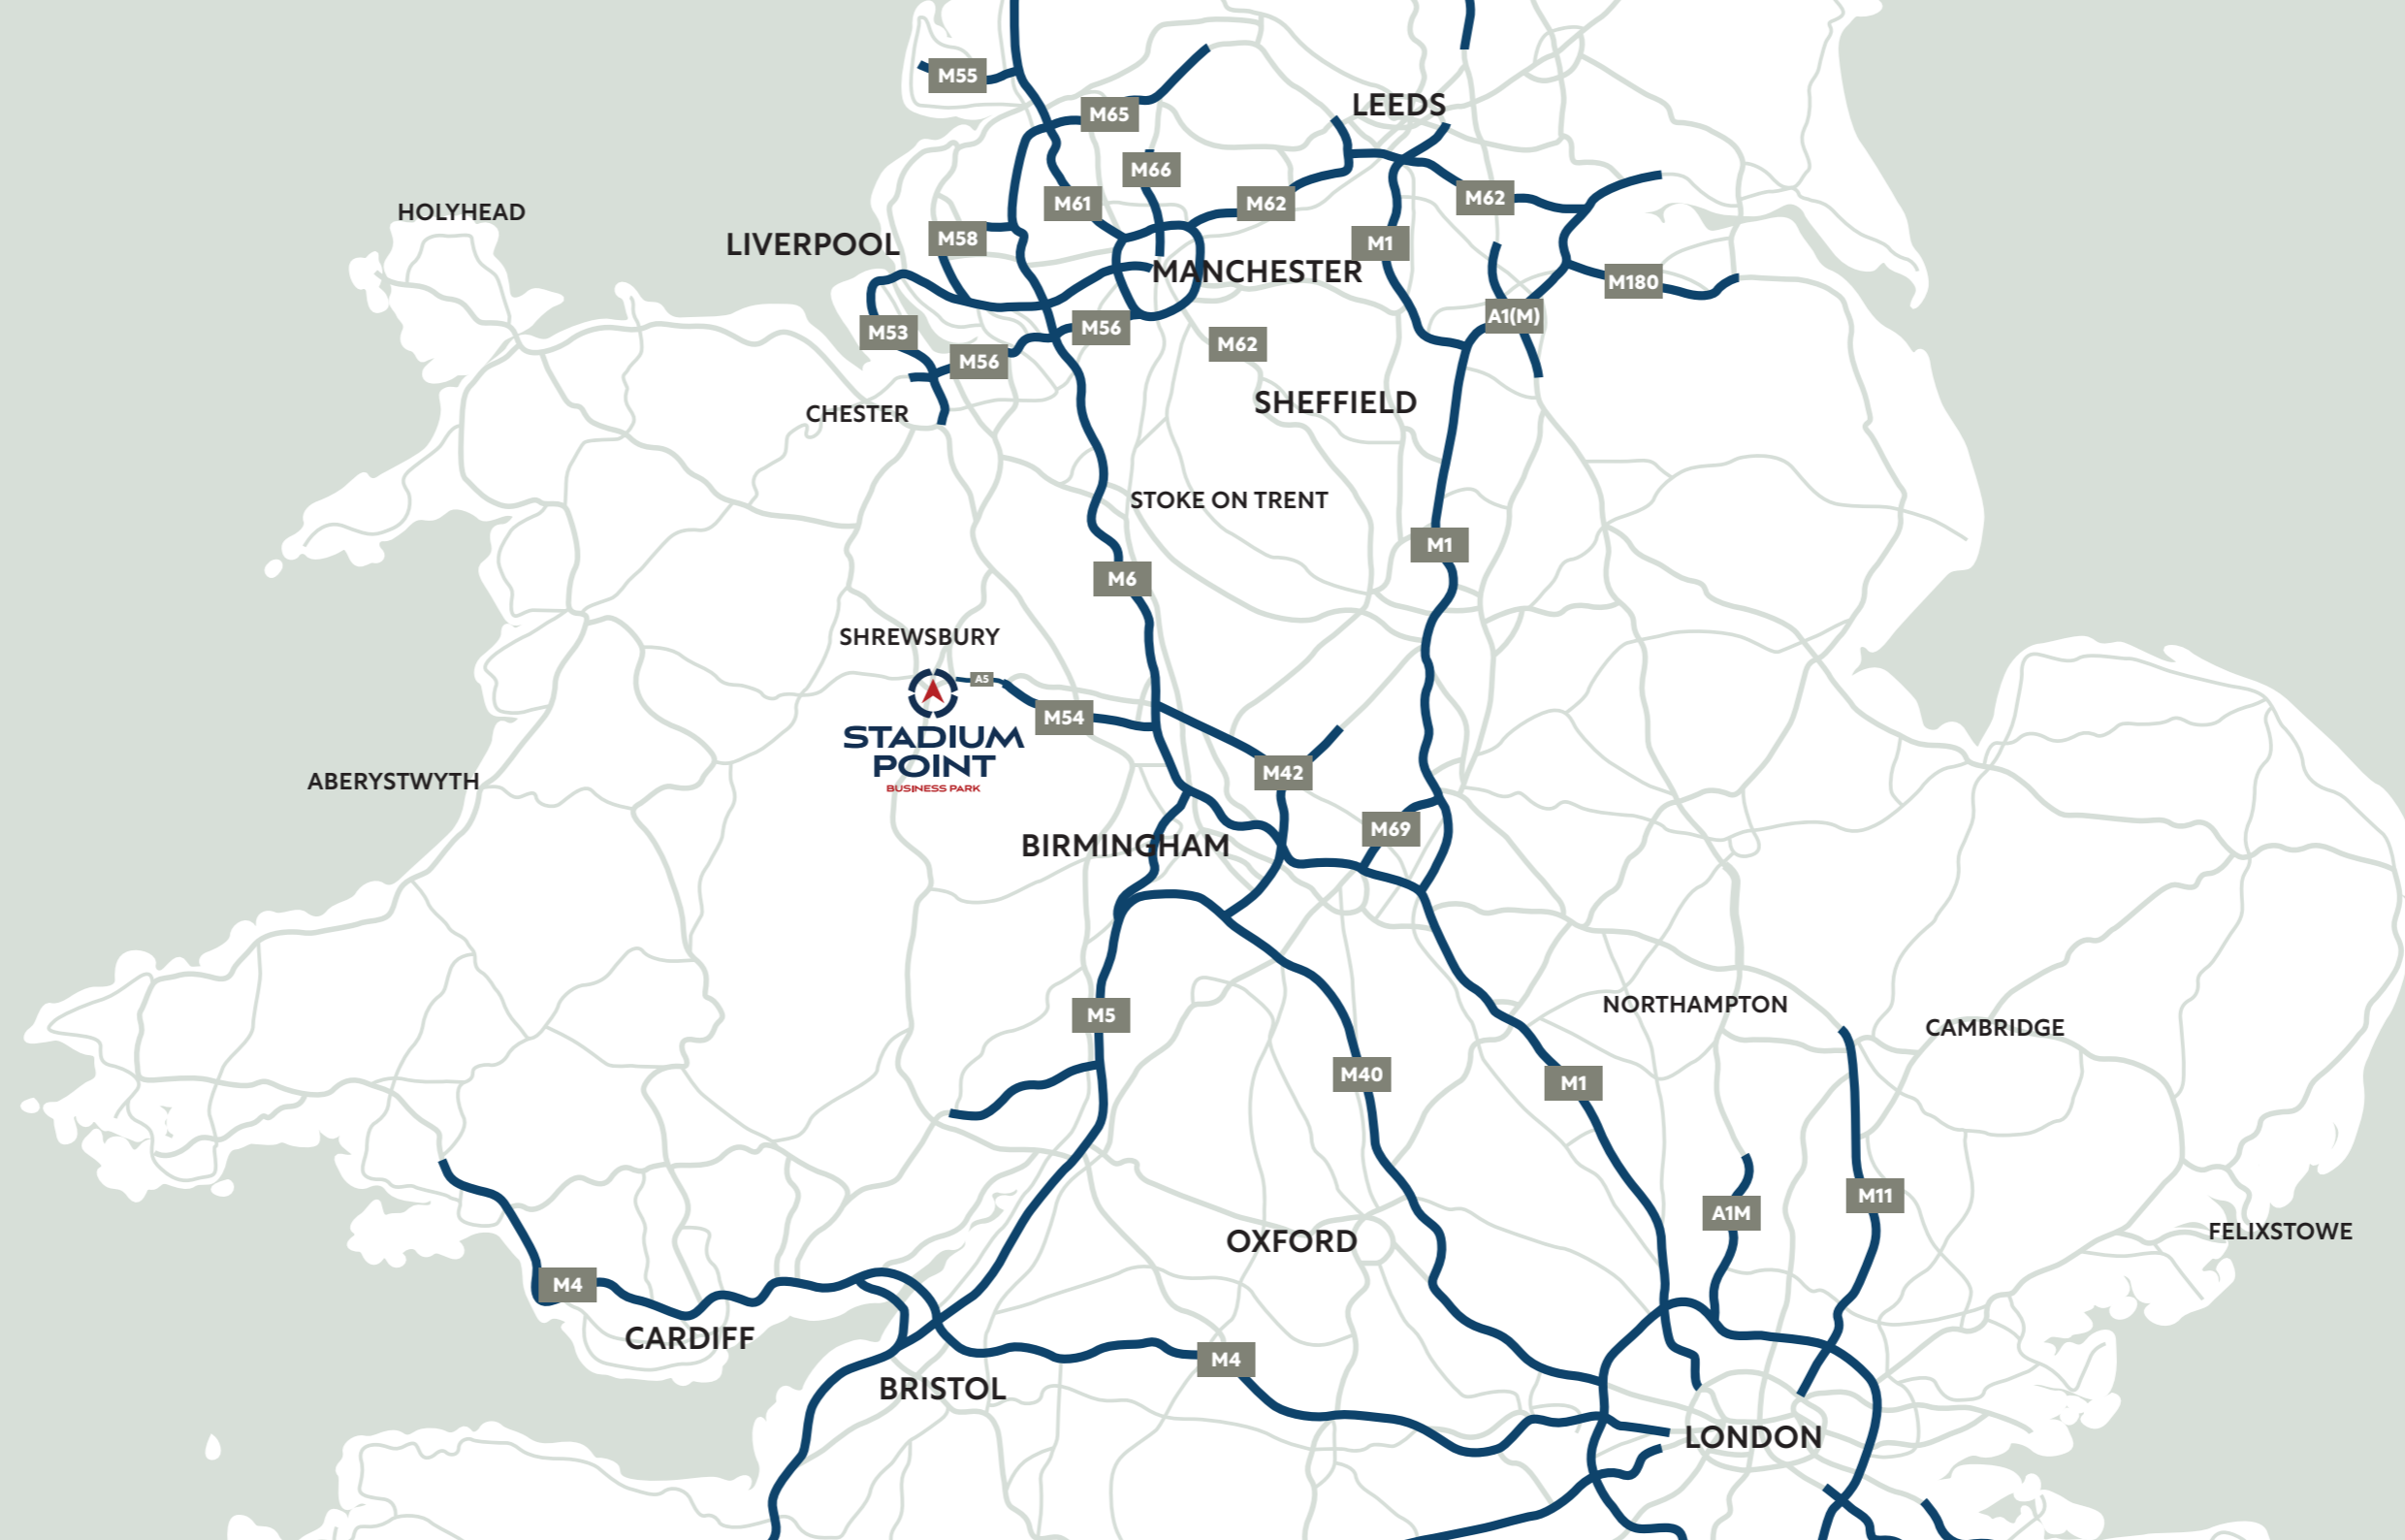 M55
M65
LEEDS
M66
M62
M61
M62
HOLYHEAD
M58
LIVERPOOL
M1
MANCHESTER
M180
A1(M)
M53
M56
M62
M56
SHEFFIELD
CHESTER
STOKE ON TRENT
M1
M6
SHREWSBURY
A5
M54
STADIUM
POINT
BUSINESS PARK
M42
ABERYSTWYTH
M69
BIRMINGHAM
NORTHAMPTON
M5
CAMBRIDGE
M40
M1
M11
A1M
FELIXSTOWE
OXFORD
M4
CARDIFF
M4
BRISTOL
LONDON